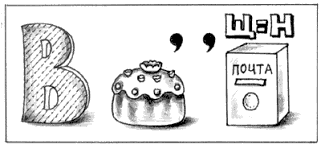 В , , Щ=Н
ПОЧТА